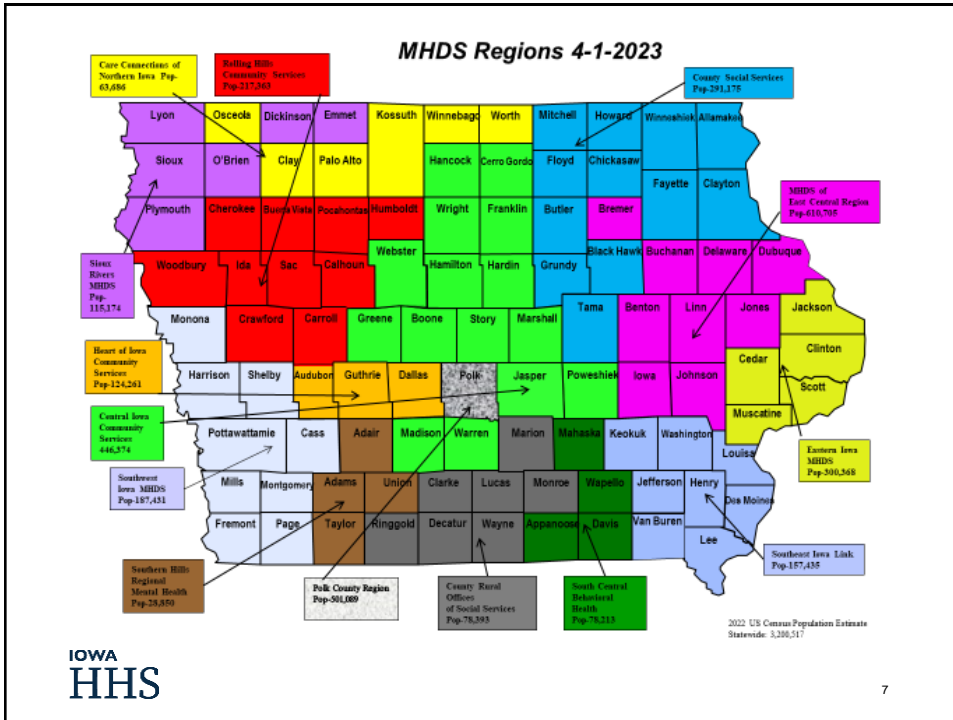 MHDS Regions 4-1-2023
Care Connections of
Northern Iowa Pop-
63,686
Rolling Hills
Community Services
Pop-217,363
County Social Services
Pop-291,175
MHDS of
East Central Region
Pop-610,705
Sioux
Rivers
MHDS
Pop-
115,174
Heart of Iowa
Community
Services
Pop-124,261
Central Iowa
Community
Services
446,374
Southwest
Iowa MHDS
Pop-187,431
Eastern Iowa
MHDS
Pop-300,368
Southern Hills
Regional
Mental Health
Pop-28,850
Polk County Region
Pop-501,089
County Rural
Offices
of Social Services
Pop-78,393
South Central
Behavioral
Health
Pop-78,213
Southeast Iowa Link
Pop-157,435
Lyon Osceola Dickinson Emmet Kossuth Winnebago Worth Mitchell Howard Winneshiek Allamakee
Sioux O'Brien Clay Palo Alto Hancock Cerro Gordo Floyd Chickasaw
Fayette Clayton
Plymouth Cherokee Buena Vista Pocahontas Humboldt Wright Franklin Butler Bremer
Woodbury Ida Sac Calhoun Webster Hamilton Hardin Grundy Black Hawk Buchanan Delaware Dubuque
Monona Crawford Carroll Greene Boone Story Marshall Tama Benton Linn Jones Jackson
Clinton
Harrison Shelby Audubon Guthrie Dallas Polk Jasper Poweshiek Iowa Johnson Cedar
Scott
Muscatine
Pottawattamie Cass Adair Madison Warren Marion Mahaska Keokuk Washington
Louisa
Mills Montgomery Adams Union Clarke Lucas Monroe Wapello Jefferson Henry
Des Moines
Fremont Page Taylor Ringgold Decatur Wayne Appanoose Davis Van Buren
Lee
2022 US Census Population Estimate
Statewide: 3,200,517
IOWA
HHS
7